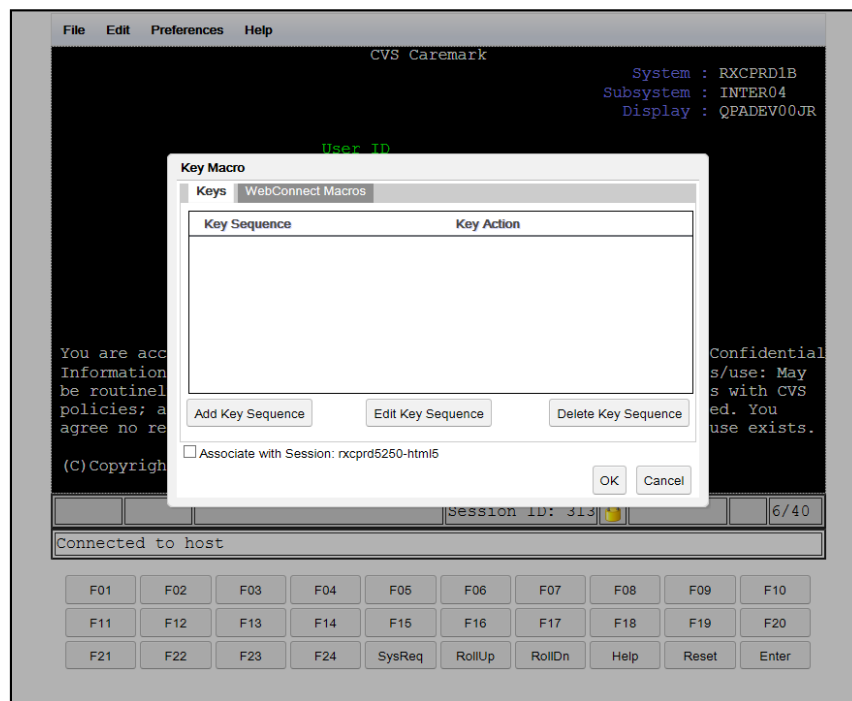 File Edit Preferences Help
CVS Caremark
System : RXCPRD1B
Subsystem : INTER04
Display : QPADEV00JR
User ID
Key Macro
Keys WebConnect Macros
Key Sequence Key Action
You are acc Confidential
Information s/use: May
be routinel s with CVS
policies; a ed. You
agree no re use exists.
Add Key Sequence Edit Key Sequence Delete Key Sequence
Associate with Session: rxcprd5250-html5
(C)Copyrigh
OK Cancel
Session ID: 313 6/40
Connected to host
F01 F02 F03 F04 F05 F06 F07 F08 F09 F10
F11 F12 F13 F14 F15 F16 F17 F18 F19 F20
F21 F22 F23 F24 SysReq RollUp RollDn Help Reset Enter